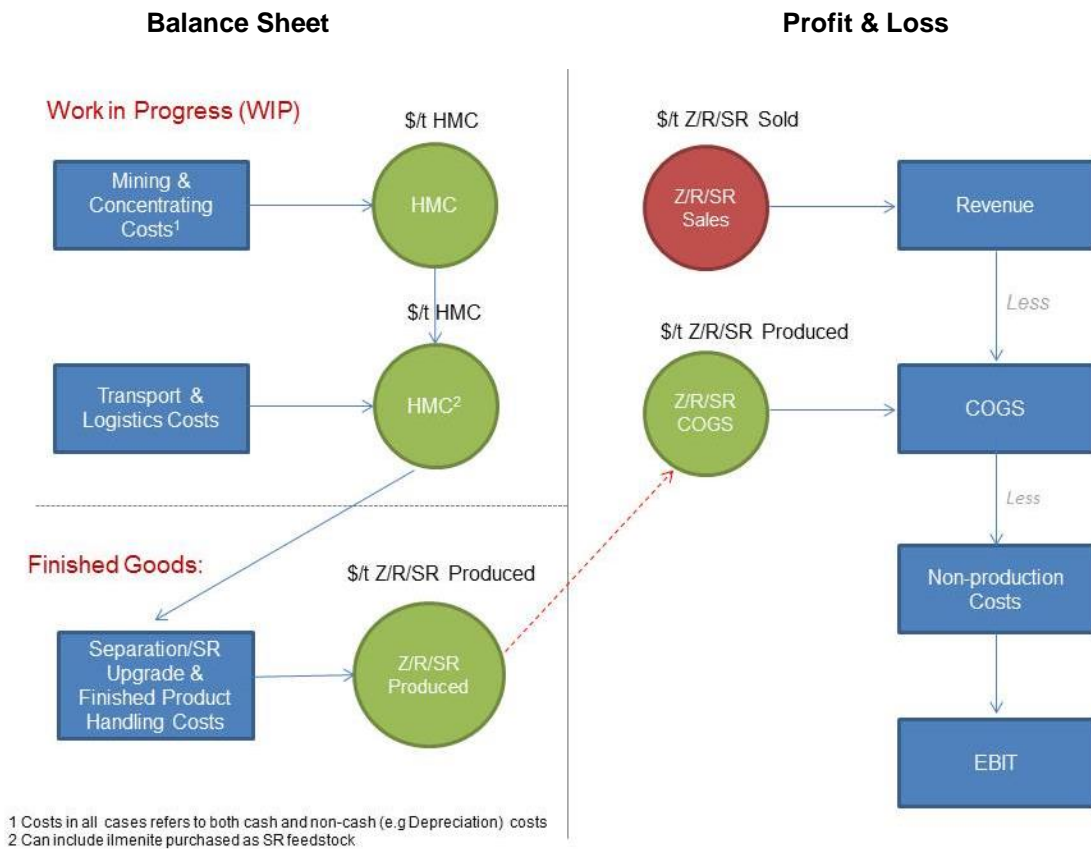 Balance Sheet
Profit & Loss
Work in Progress (WIP)
$/t HMC
Mining &
Concentrating
Costs1
HMC
$/t HMC
Transport &
Logistics Costs
HMC2
Finished Goods:
$/t Z/R/SR Produced
Separation/SR
Upgrade &
Finished Product
Handling Costs
Z/R/SR
Produced
$/t Z/R/SR Sold
Z/R/SR
Sales
Revenue
Less
$/t Z/R/SR Produced
Z/R/SR
COGS
COGS
Less
Non-production
Costs
EBIT
1 Costs in all cases refers to both cash and non-cash (e.g Depreciation) costs
2 Can include ilmenite purchased as SR feedstock